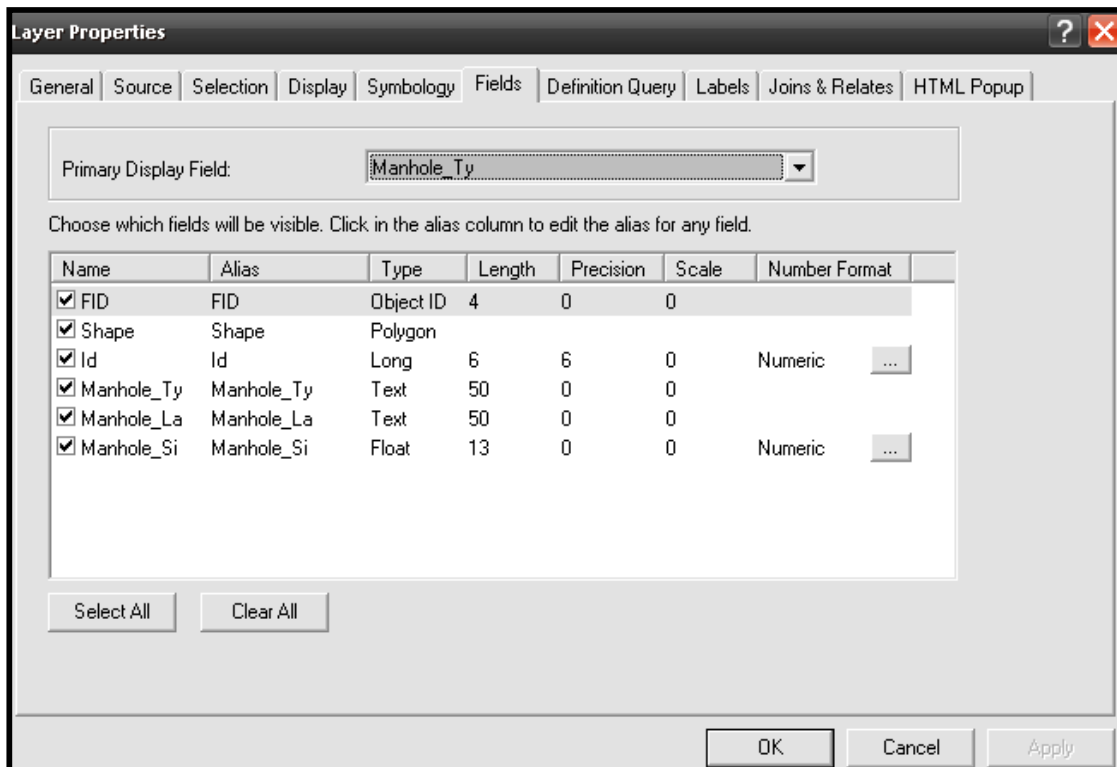 Layer Properties
?
General Source Selection Display Symbology Fields Definition Query Labels Joins & Relates HTML Popup
Primary Display Field: Manhole_Ty
Choose which fields will be visible. Click in the alias column to edit the alias for any field.
Name Alias Type Length Precision Scale Number Format
FID FID Object ID 4 0 0
Shape Shape Polygon
Id Id Long 6 6 0 Numeric ...
Manhole_Ty Manhole_Ty Text 50 0 0
Manhole_La Manhole_La Text 50 0 0
Manhole_Si Manhole_Si Float 13 0 0 Numeric ...
Select All Clear All
OK Cancel Apply